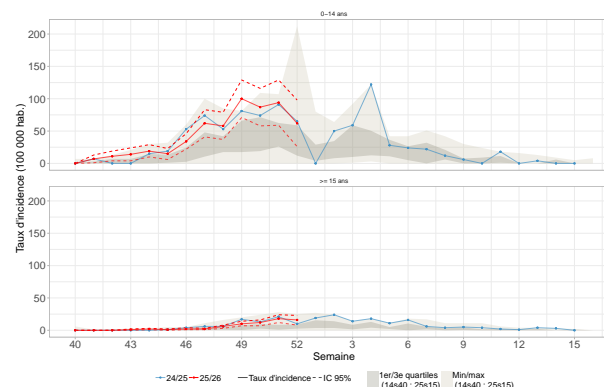 0−14 ans
200
150
100
50
0
>= 15 ans
200
150
100
50
0
Taux d'incidence (100 000 hab.)
40 43 46 49 52 3 6 9 12 15
Semaine
24/25 25/26 Taux d'incidence IC 95% 1er/3e quartiles Min/max
(14s40 : 25s15) (14s40 : 25s15)